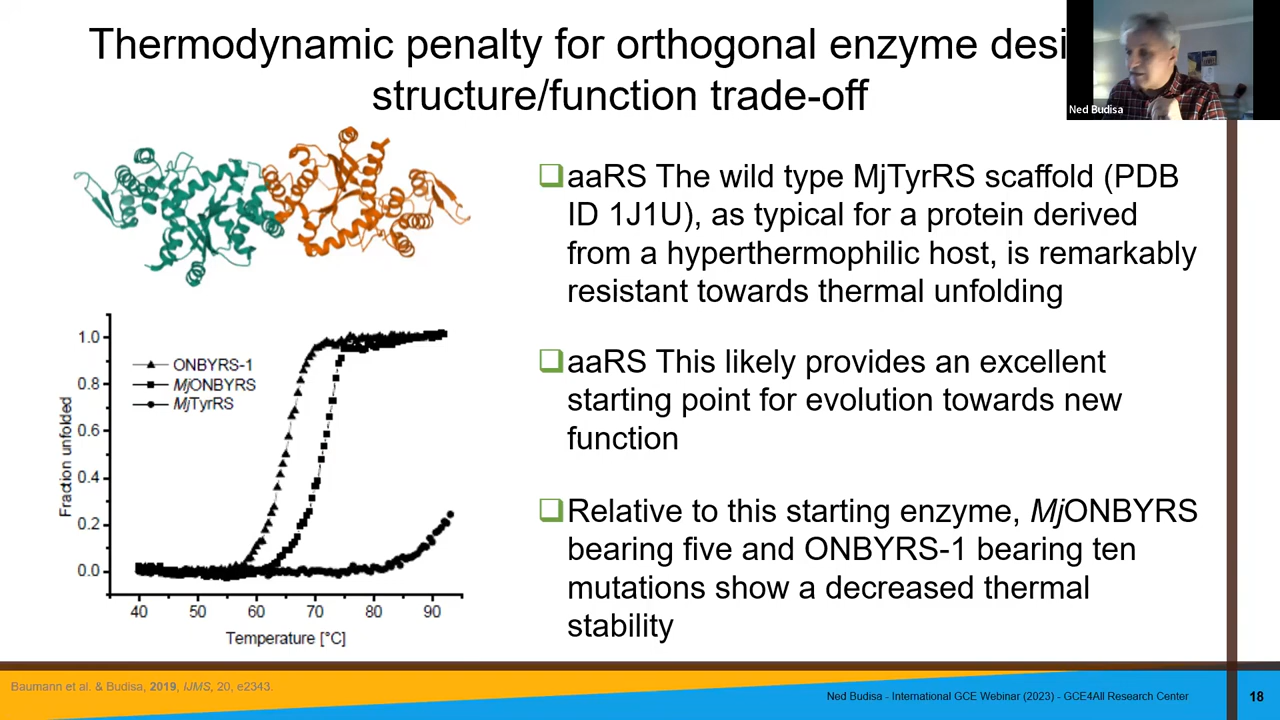 Thermodynamic penalty for orthogonal enzyme desi
structure/function trade-off
Ned Budisa
aaRS The wild type MjTyrRS scaffold (PDB
ID 1J1U), as typical for a protein derived
from a hyperthermophilic host, is remarkably
resistant towards thermal unfolding
aaRS This likely provides an excellent
starting point for evolution towards new
function
Relative to this starting enzyme, MjONBYRS
bearing five and ONBYRS-1 bearing ten
mutations show a decreased thermal
stability
Fraction unfolded
1.0
0.8
0.6
0.4
0.2
0.0
ONBYRS-1
MjONBYRS
MjTyrRS
40 50 60 70 80 90
Temperature [°C]
Baumann et al. & Budisa, 2019, IJMS, 20, e2343.
Ned Budisa - International GCE Webinar (2023) - GCE4All Research Center
18